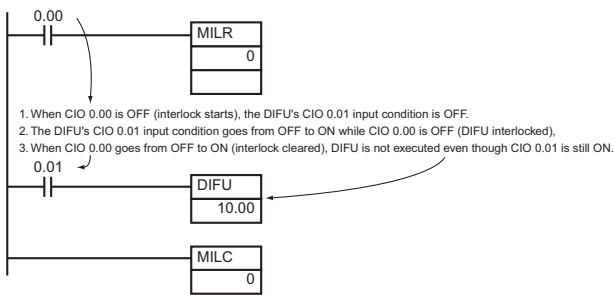 0.00
MILR
0
1. When CIO 0.00 is OFF (interlock starts), the DIFU's CIO 0.01 input condition is OFF.
2. The DIFU's CIO 0.01 input condition goes from OFF to ON while CIO 0.00 is OFF (DIFU interlocked),
3. When CIO 0.00 goes from OFF to ON (interlock cleared), DIFU is not executed even though CIO 0.01 is still ON.
0.01
DIFU
10.00
MILC
0